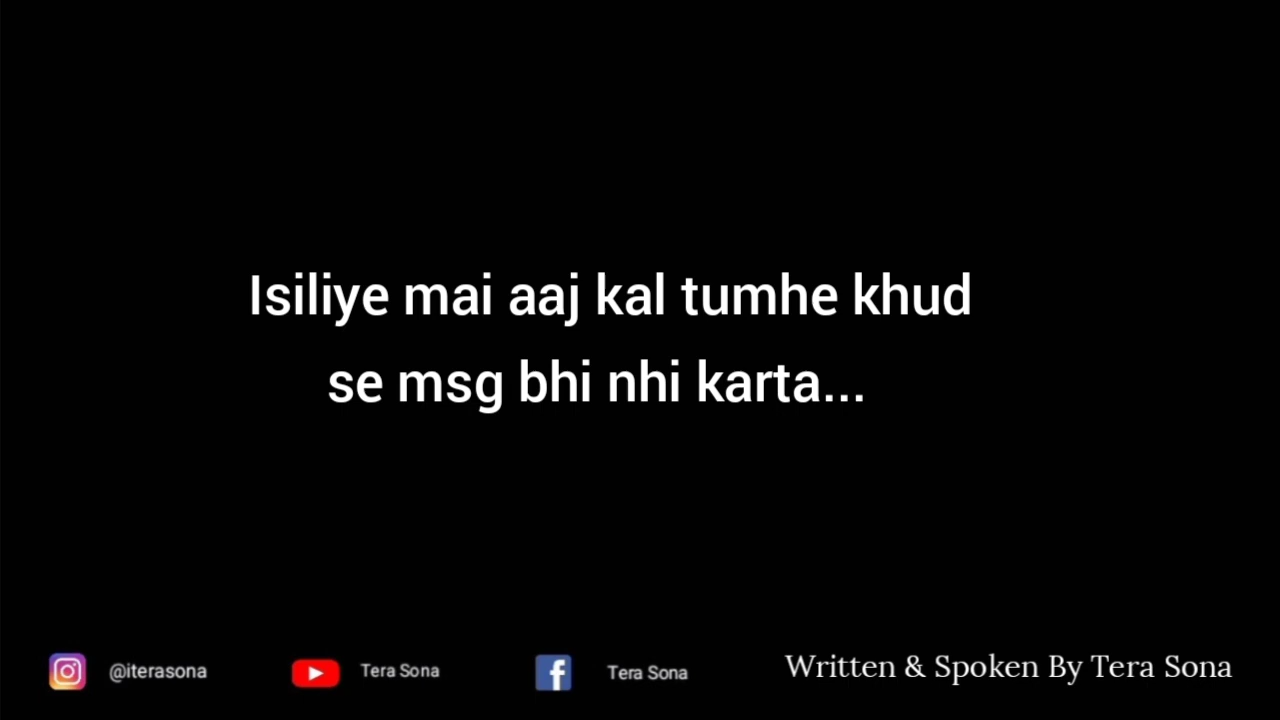 Isiliye mai aaj kal tumhe khud
se msg bhi nhi karta...
@iterasona Tera Sona Tera Sona Written & Spoken By Tera Sona